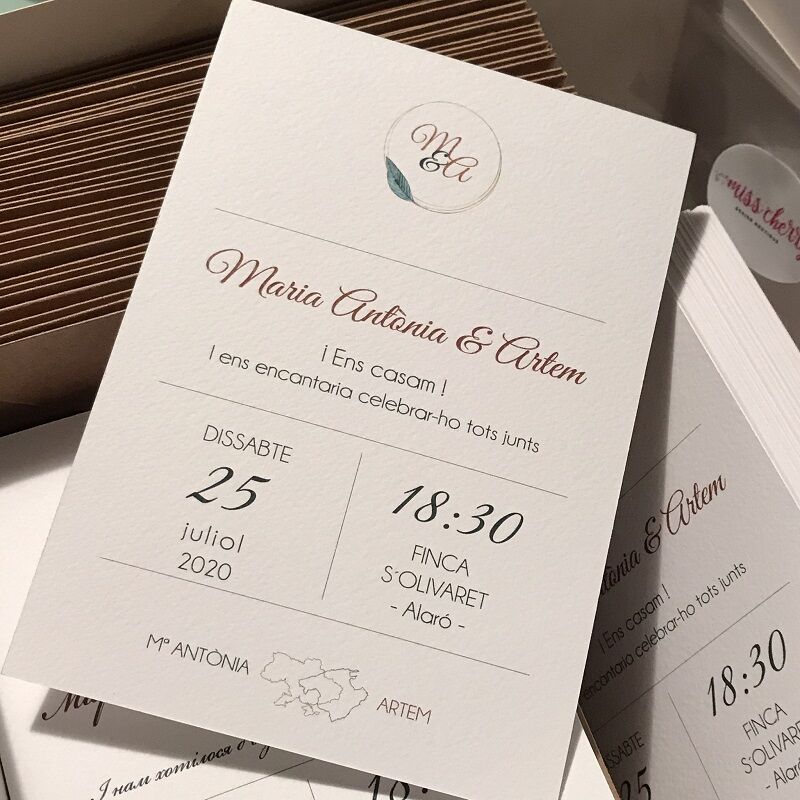 M
&A
Maria Antònia & Artem
¡ Ens casam !
I ens encantaria celebrar-ho tots junts
DISSABTE
25
juliol
2020
18:30
FINCA
S´OLIVARET
- Alaró -
Mª ANTÒNIA
ARTEM
miss cherry
& Artem
¡ Ens casam !
encantaria celebrar-ho tots junts
18:30
FINCA
S´OLIVARET
І нам хотілося б
18: